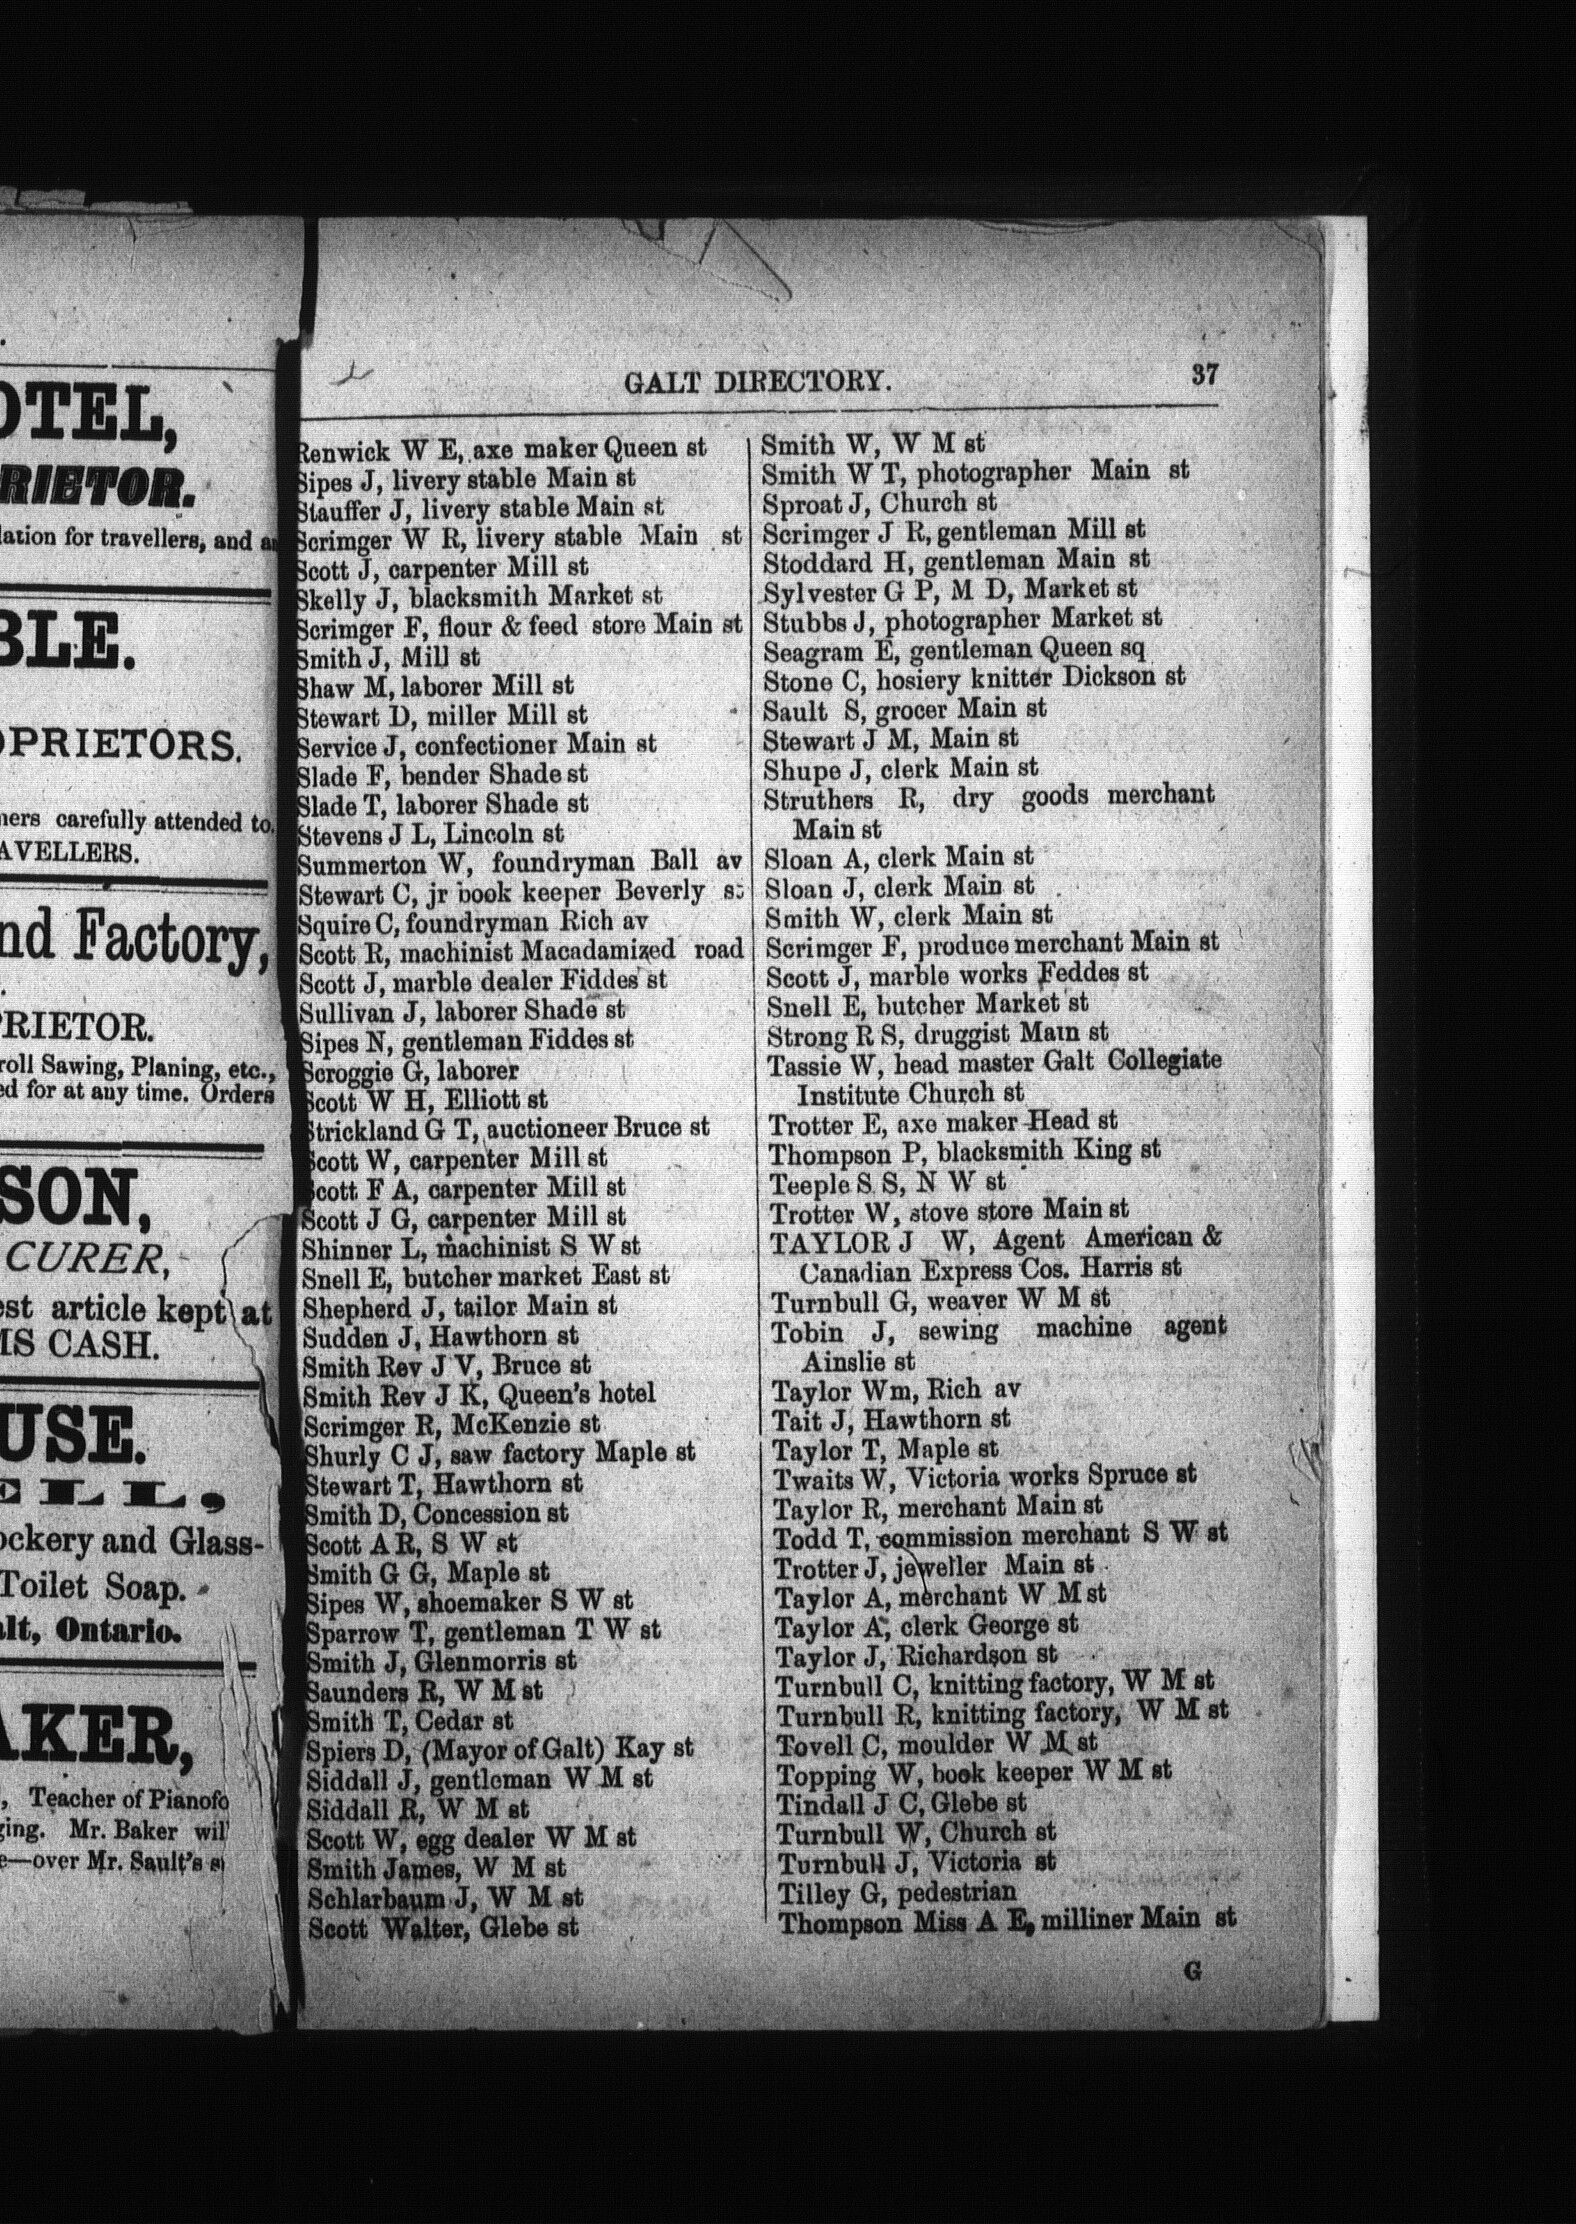 OTEL,
RIETOR.
lation for travellers, and
BLE.
OPRIETORS.
ners carefully attended to.
AVELLERS.
nd Factory,
PRIETOR.
roll Sawing, Planing, etc.,
ed for at any time. Orders
SON,
CURER,
est article kept at
MS CASH.
USE.
ELL,
ockery and Glass-
Toilet Soap.
alt, Ontario.
AKER,
, Teacher of Pianofo
ging. Mr. Baker wil
e—over Mr. Sault's s
GALT DIRECTORY. 37
Renwick W E, axe maker Queen st
Sipes J, livery stable Main st
Stauffer J, livery stable Main st
Scrimger W R, livery stable Main st
Scott J, carpenter Mill st
Skelly J, blacksmith Market st
Scrimger F, flour & feed store Main st
Smith J, Mill st
Shaw M, laborer Mill st
Stewart D, miller Mill st
Service J, confectioner Main st
Slade F, bender Shade st
Slade T, laborer Shade st
Stevens J L, Lincoln st
Summerton W, foundryman Ball av
Stewart C, jr book keeper Beverly st
Squire C, foundryman Rich av
Scott R, machinist Macadamized road
Scott J, marble dealer Fiddes st
Sullivan J, laborer Shade st
Sipes N, gentleman Fiddes st
Scroggie G, laborer
Scott W H, Elliott st
Strickland G T, auctioneer Bruce st
Scott W, carpenter Mill st
Scott F A, carpenter Mill st
Scott J G, carpenter Mill st
Shinner L, machinist S W st
Snell E, butcher market East st
Shepherd J, tailor Main st
Sudden J, Hawthorn st
Smith Rev J V, Bruce st
Smith Rev J K, Queen's hotel
Scrimger R, McKenzie st
Shurly C J, saw factory Maple st
Stewart T, Hawthorn st
Smith D, Concession st
Scott A R, S W st
Smith G G, Maple st
Sipes W, shoemaker S W st
Sparrow T, gentleman T W st
Smith J, Glenmorris st
Saunders R, W M st
Smith T, Cedar st
Spiers D, (Mayor of Galt) Kay st
Siddall J, gentleman W M st
Siddall R, W M st
Scott W, egg dealer W M st
Smith James, W M st
Schlarbaum J, W M st
Scott Walter, Glebe st
Smith W, W M st
Smith W T, photographer Main st
Sproat J, Church st
Scrimger J R, gentleman Mill st
Stoddard H, gentleman Main st
Sylvester G P, M D, Market st
Stubbs J, photographer Market st
Seagram E, gentleman Queen sq
Stone C, hosiery knitter Dickson st
Sault S, grocer Main st
Stewart J M, Main st
Shupe J, clerk Main st
Struthers R, dry goods merchant
Main st
Sloan A, clerk Main st
Sloan J, clerk Main st
Smith W, clerk Main st
Scrimger F, produce merchant Main st
Scott J, marble works Feddes st
Snell E, butcher Market st
Strong R S, druggist Main st
Tassie W, head master Galt Collegiate
Institute Church st
Trotter E, axe maker Head st
Thompson P, blacksmith King st
Teeple S S, N W st
Trotter W, stove store Main st
TAYLOR J W, Agent American &
Canadian Express Cos. Harris st
Turnbull G, weaver W M st
Tobin J, sewing machine agent
Ainslie st
Taylor Wm, Rich av
Tait J, Hawthorn st
Taylor T, Maple st
Twaits W, Victoria works Spruce st
Taylor R, merchant Main st
Todd T, commission merchant S W st
Trotter J, jeweller Main st
Taylor A, merchant W M st
Taylor A, clerk George st
Taylor J, Richardson st
Turnbull C, knitting factory, W M st
Turnbull R, knitting factory, W M st
Tovell C, moulder W M st
Topping W, book keeper W M st
Tindall J C, Glebe st
Turnbull W, Church st
Turnbull J, Victoria st
Tilley G, pedestrian
Thompson Miss A E, milliner Main st
G